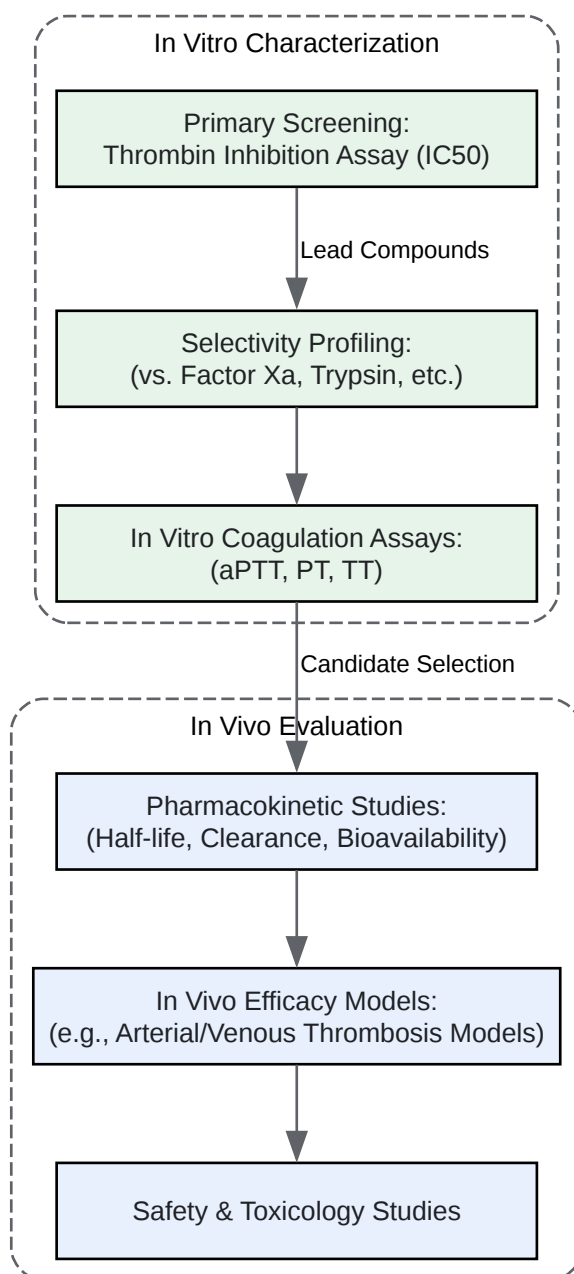 In Vitro Characterization
Primary Screening:
Thrombin Inhibition Assay (IC50)
Lead Compounds
Selectivity Profiling:
(vs. Factor Xa, Trypsin, etc.)
In Vitro Coagulation Assays:
(aPTT, PT, TT)
Candidate Selection
In Vivo Evaluation
Pharmacokinetic Studies:
(Half-life, Clearance, Bioavailability)
In Vivo Efficacy Models:
(e.g., Arterial/Venous Thrombosis Models)
Safety & Toxicology Studies